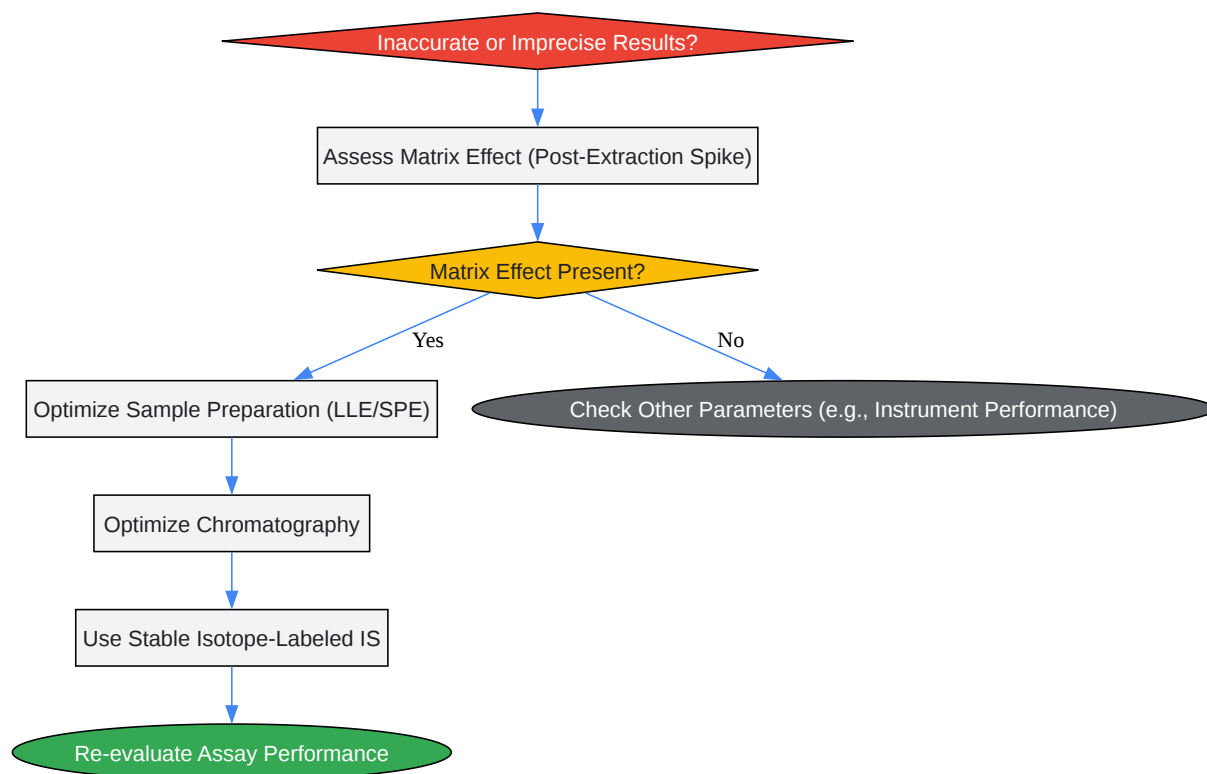 Inaccurate or Imprecise Results?
Assess Matrix Effect (Post-Extraction Spike)
Matrix Effect Present?
Yes
No
Optimize Sample Preparation (LLE/SPE)
Check Other Parameters (e.g., Instrument Performance)
Optimize Chromatography
Use Stable Isotope-Labeled IS
Re-evaluate Assay Performance